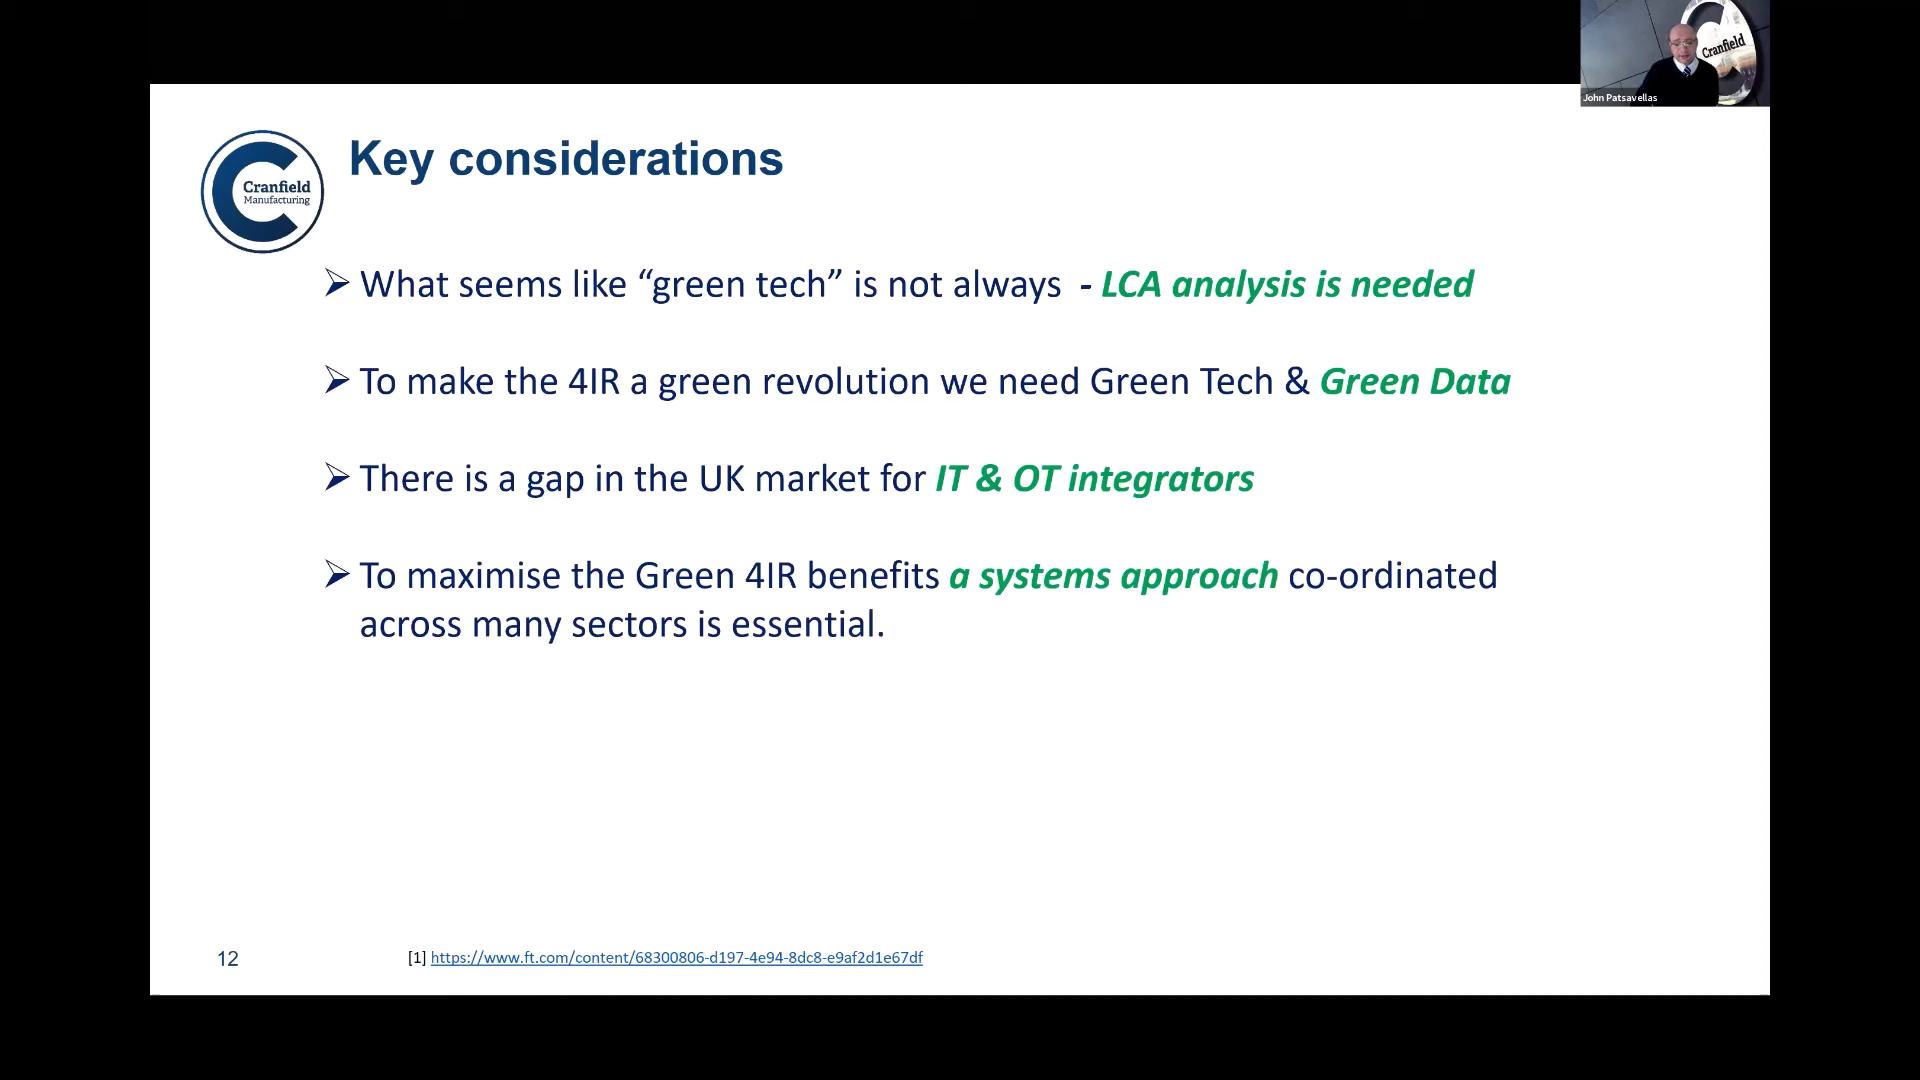 Cranfield
John Patsavellas
Key considerations
Cranfield
Manufacturing
What seems like “green tech” is not always - LCA analysis is needed
To make the 4IR a green revolution we need Green Tech & Green Data
There is a gap in the UK market for IT & OT integrators
To maximise the Green 4IR benefits a systems approach co-ordinated
across many sectors is essential.
12
[1] https://www.ft.com/content/68300806-d197-4e94-8dc8-e9af2d1e67df